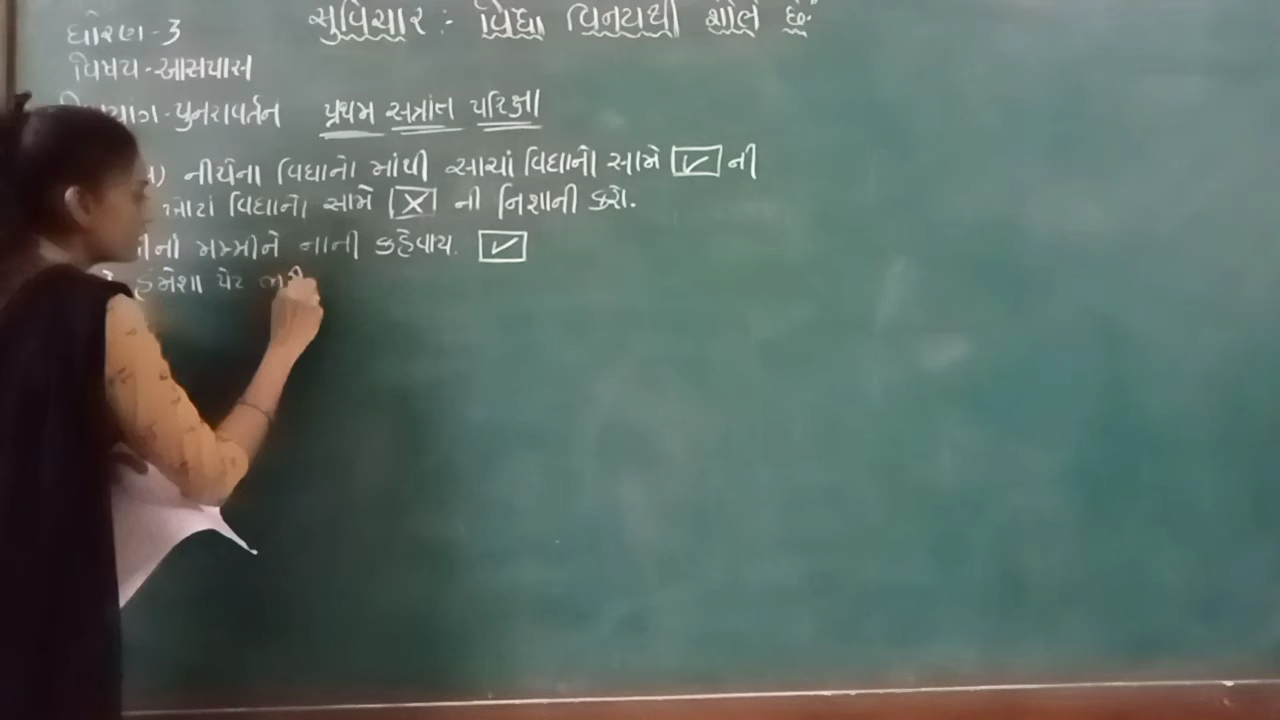 સુવિચાર :- વિદ્યા વિનયથી શોભે છે.
ધોરણ - 3
વિષય - આસપાસ
પુનરાવર્તન પ્રથમ સત્રાંત પરિક્ષા
નીચેના વિધાનો માંથી સાચાં વિધાનો સામે ✓ ની
ખોટાં વિધાનો સામે X ની નિશાની કરો.
મમ્મીને નાની કહેવાય. ✓
હંમેશા પેટ